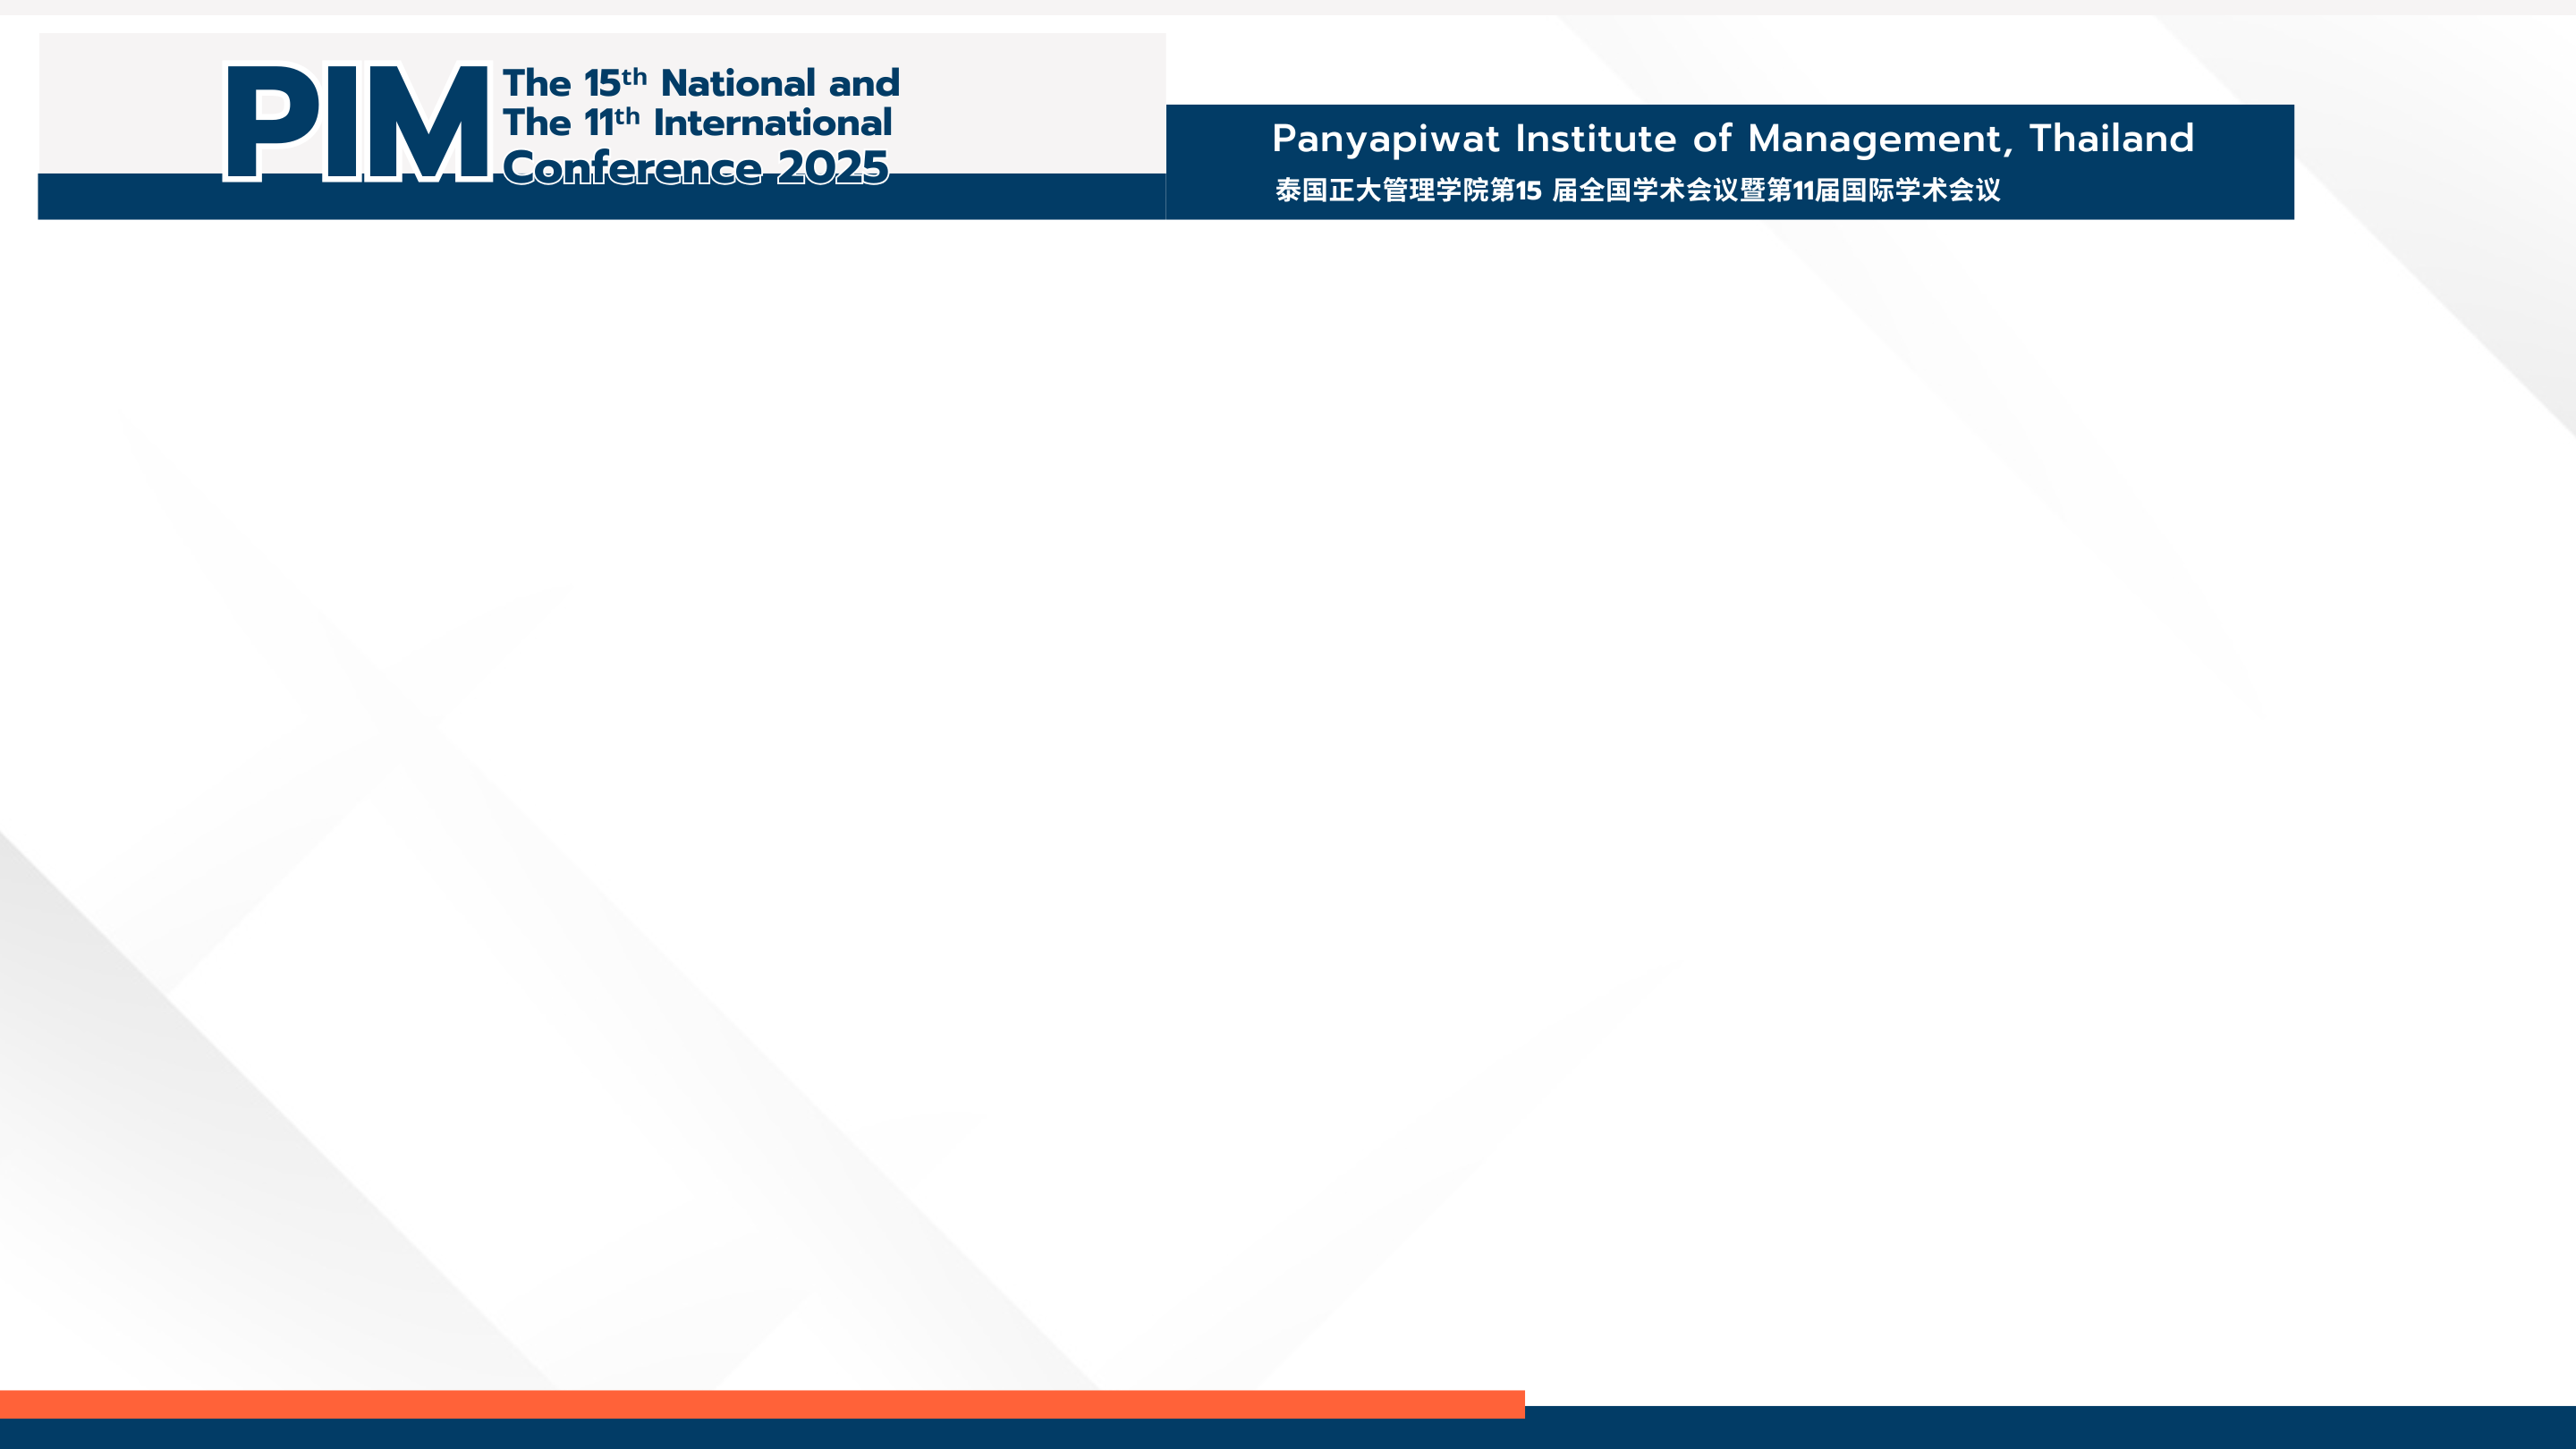 PIM
The 15th National and
The 11th International
Conference 2025
Panyapiwat Institute of Management, Thailand
泰国正大管理学院第15 届全国学术会议暨第11届国际学术会议